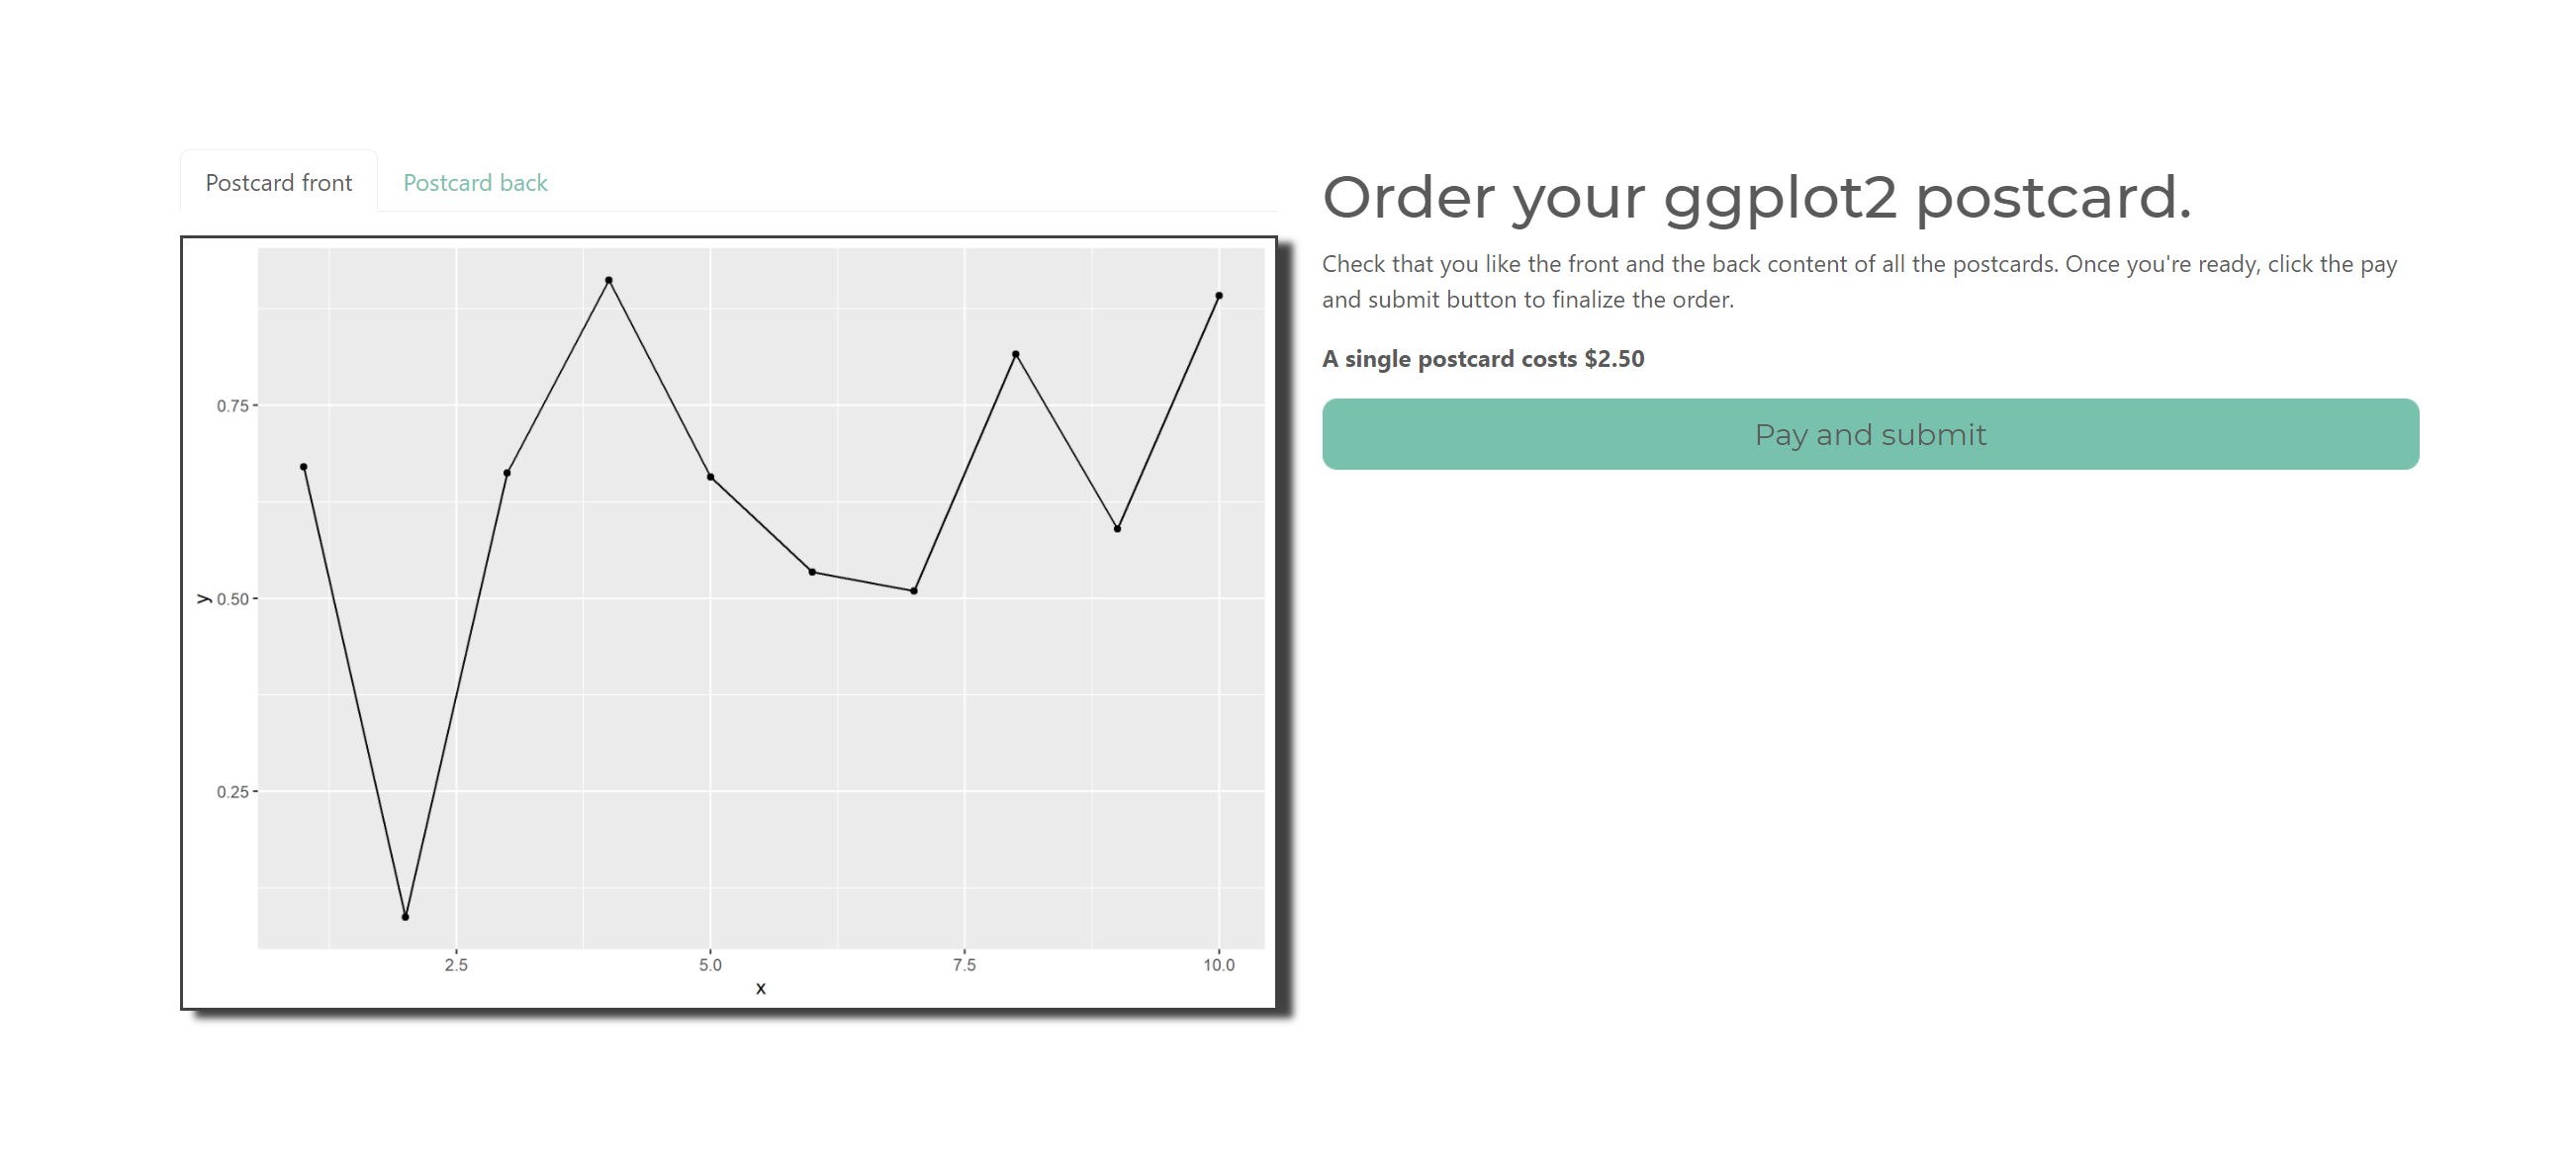 Postcard front
Postcard back
y
0.75
0.50
0.25
2.5
5.0
7.5
10.0
x
Order your ggplot2 postcard.
Check that you like the front and the back content of all the postcards. Once you're ready, click the pay
and submit button to finalize the order.
A single postcard costs $2.50
Pay and submit